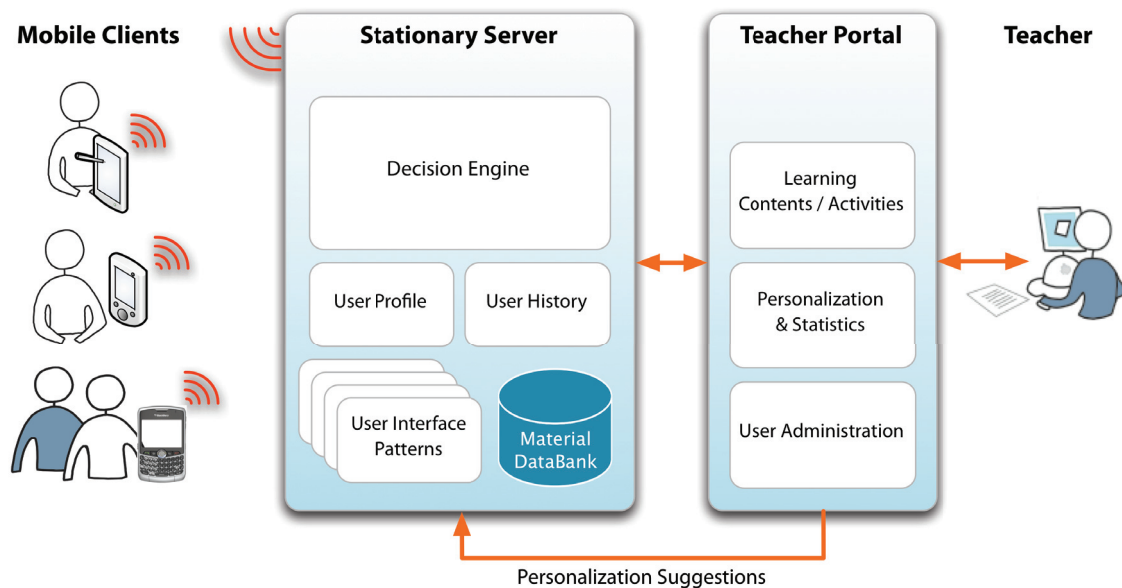 Mobile Clients
Stationary Server
Teacher Portal
Teacher
Decision Engine
User Profile
User History
User Interface
Patterns
Material
DataBank
Learning
Contents / Activities
Personalization
& Statistics
User Administration
Personalization Suggestions